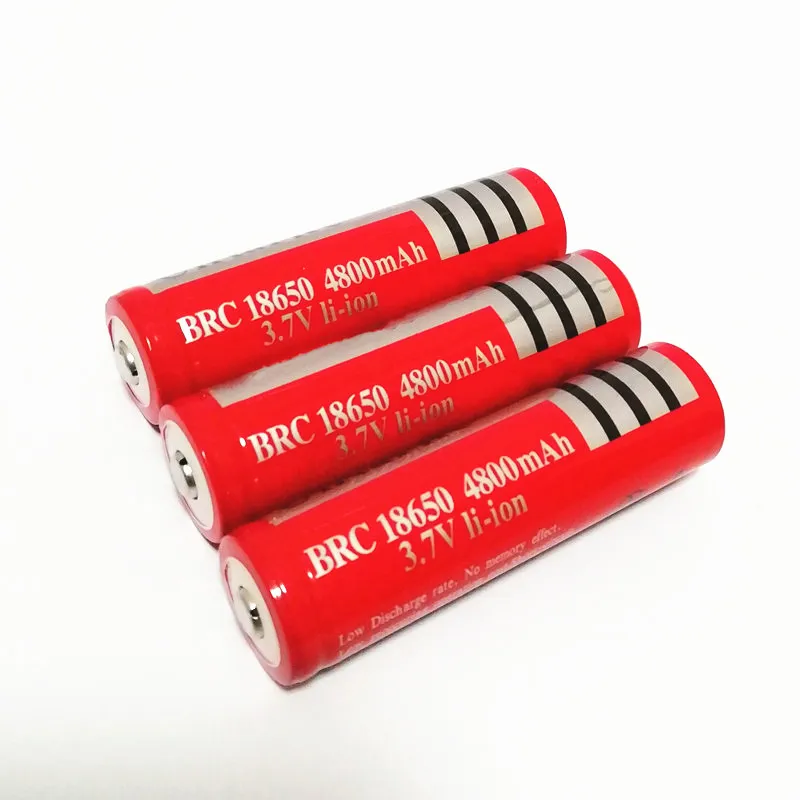 BRC 18650 4800mAh
3.7V li-ion
BRC 18650 4800mAh
3.7V li-ion
BRC 18650 4800mAh
3.7V li-ion
Low Discharge rate, No memory effect.